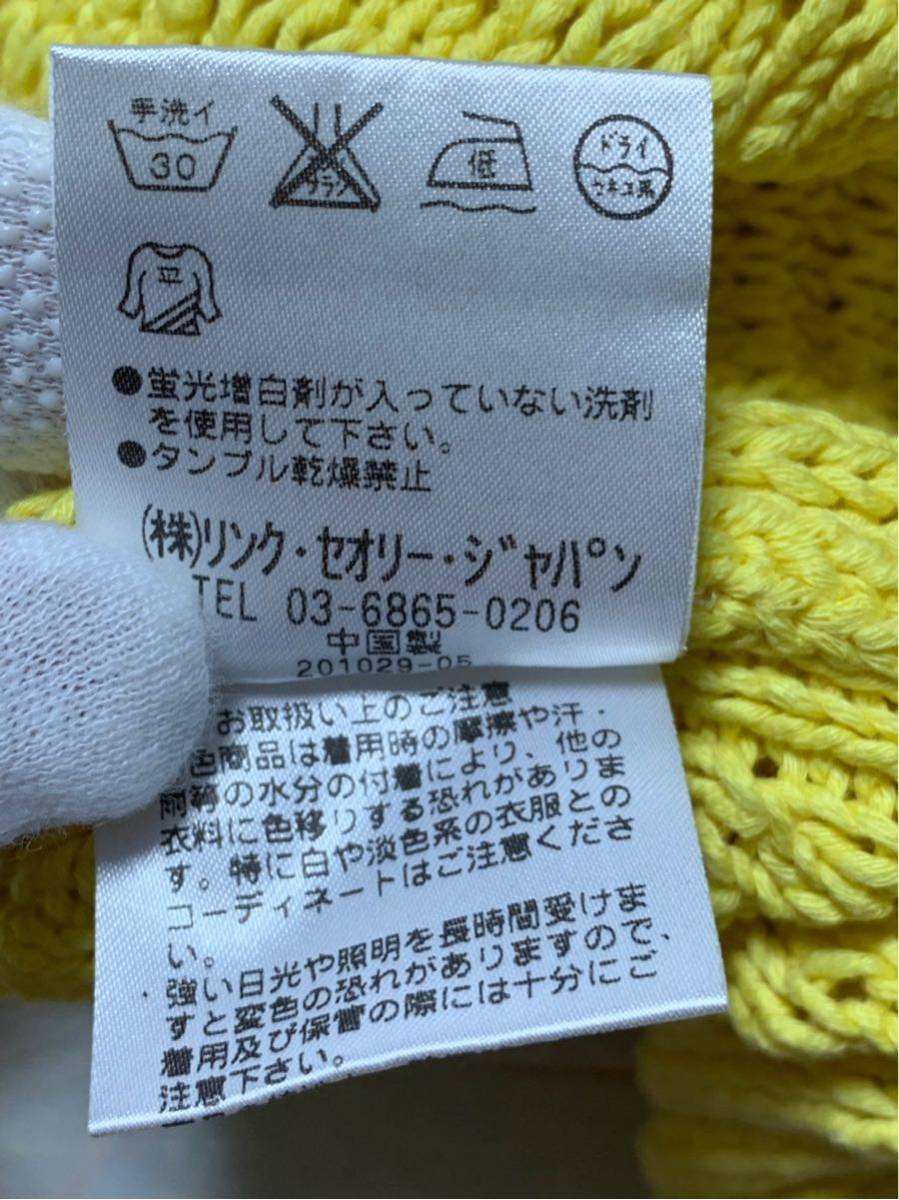 手洗イ
30
エンソサラシ
低
ドライ
セキユ系
平
●蛍光増白剤が入っていない洗剤
を使用して下さい。
●タンブル乾燥禁止
(株)リンク・セオリー・ジャパン
TEL 03-6865-0206
中国製
201029-05
お取扱い上のご注意
色商品は着用時の摩擦や汗・
雨等の水分の付着により、他の
衣料に色移りする恐れがありま
す。特に白や淡色系の衣服との
コーディネートはご注意くださ
い。
・強い日光や照明を長時間受けま
すと変色の恐れがありますので、
着用及び保管の際には十分にご
注意下さい。